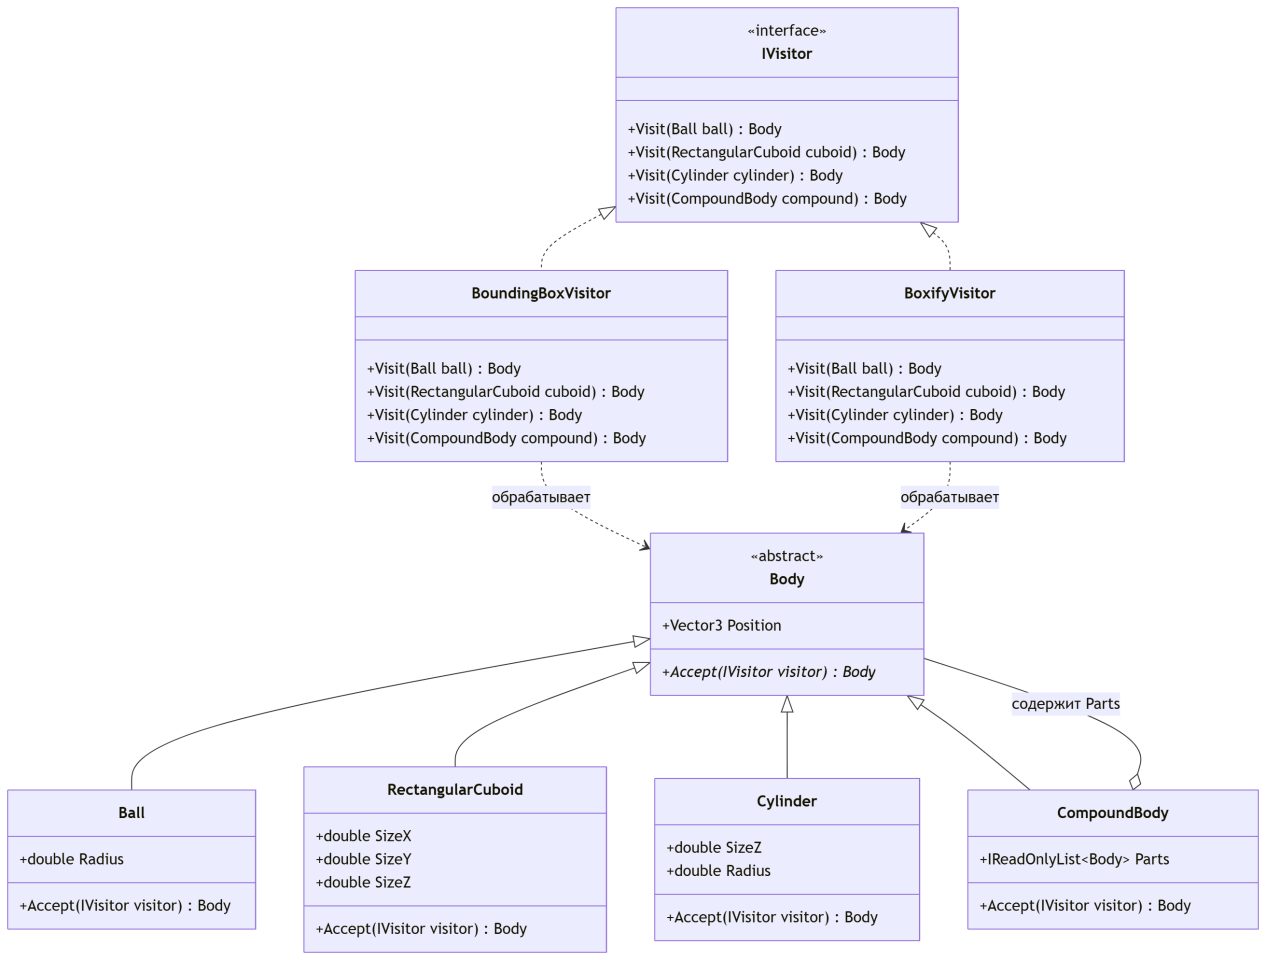 «interface»
IVisitor
+Visit(Ball ball) : Body
+Visit(RectangularCuboid cuboid) : Body
+Visit(Cylinder cylinder) : Body
+Visit(CompoundBody compound) : Body
BoundingBoxVisitor
+Visit(Ball ball) : Body
+Visit(RectangularCuboid cuboid) : Body
+Visit(Cylinder cylinder) : Body
+Visit(CompoundBody compound) : Body
BoxifyVisitor
+Visit(Ball ball) : Body
+Visit(RectangularCuboid cuboid) : Body
+Visit(Cylinder cylinder) : Body
+Visit(CompoundBody compound) : Body
обрабатывает
обрабатывает
«abstract»
Body
+Vector3 Position
+Accept(IVisitor visitor) : Body
содержит Parts
Ball
+double Radius
+Accept(IVisitor visitor) : Body
RectangularCuboid
+double SizeX
+double SizeY
+double SizeZ
+Accept(IVisitor visitor) : Body
Cylinder
+double SizeZ
+double Radius
+Accept(IVisitor visitor) : Body
CompoundBody
+IReadOnlyList<Body> Parts
+Accept(IVisitor visitor) : Body